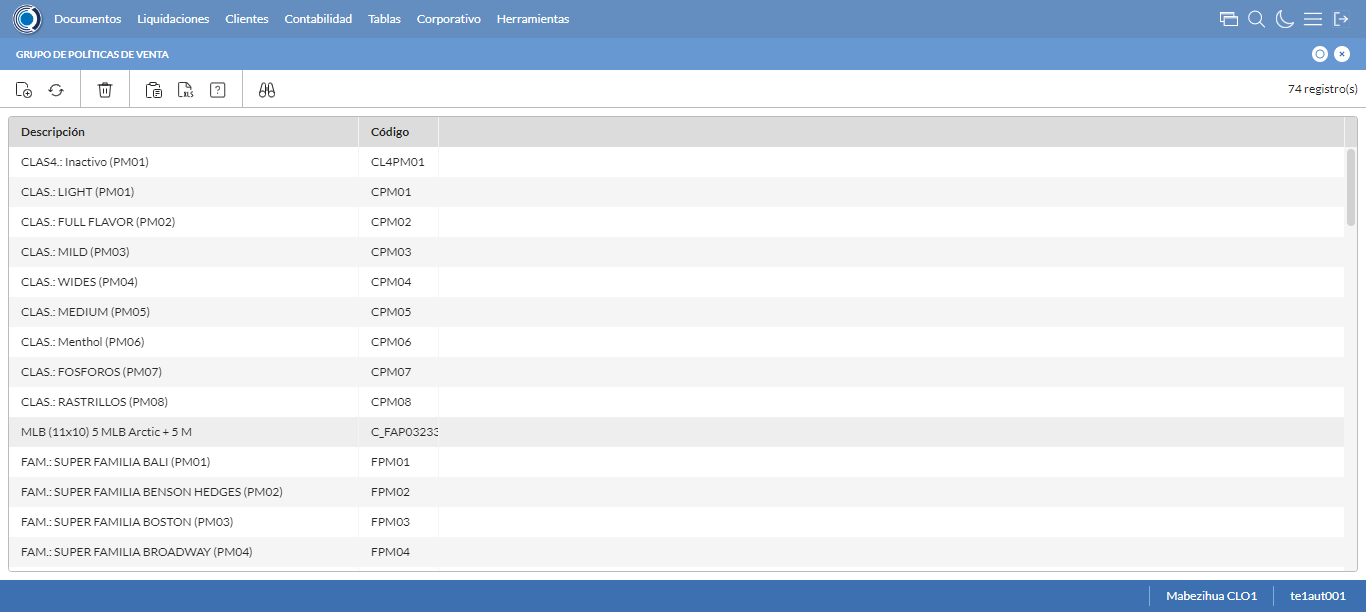 Documentos Liquidaciones Clientes Contabilidad Tablas Corporativo Herramientas
GRUPO DE POLÍTICAS DE VENTA
XLS ? 74 registro(s)
Descripción Código
CLAS4.: Inactivo (PM01) CL4PM01
CLAS.: LIGHT (PM01) CPM01
CLAS.: FULL FLAVOR (PM02) CPM02
CLAS.: MILD (PM03) CPM03
CLAS.: WIDES (PM04) CPM04
CLAS.: MEDIUM (PM05) CPM05
CLAS.: Menthol (PM06) CPM06
CLAS.: FOSFOROS (PM07) CPM07
CLAS.: RASTRILLOS (PM08) CPM08
MLB (11x10) 5 MLB Arctic + 5 M C_FAP03233
FAM.: SUPER FAMILIA BALI (PM01) FPM01
FAM.: SUPER FAMILIA BENSON HEDGES (PM02) FPM02
FAM.: SUPER FAMILIA BOSTON (PM03) FPM03
FAM.: SUPER FAMILIA BROADWAY (PM04) FPM04
Mabezihua CLO1 te1aut001